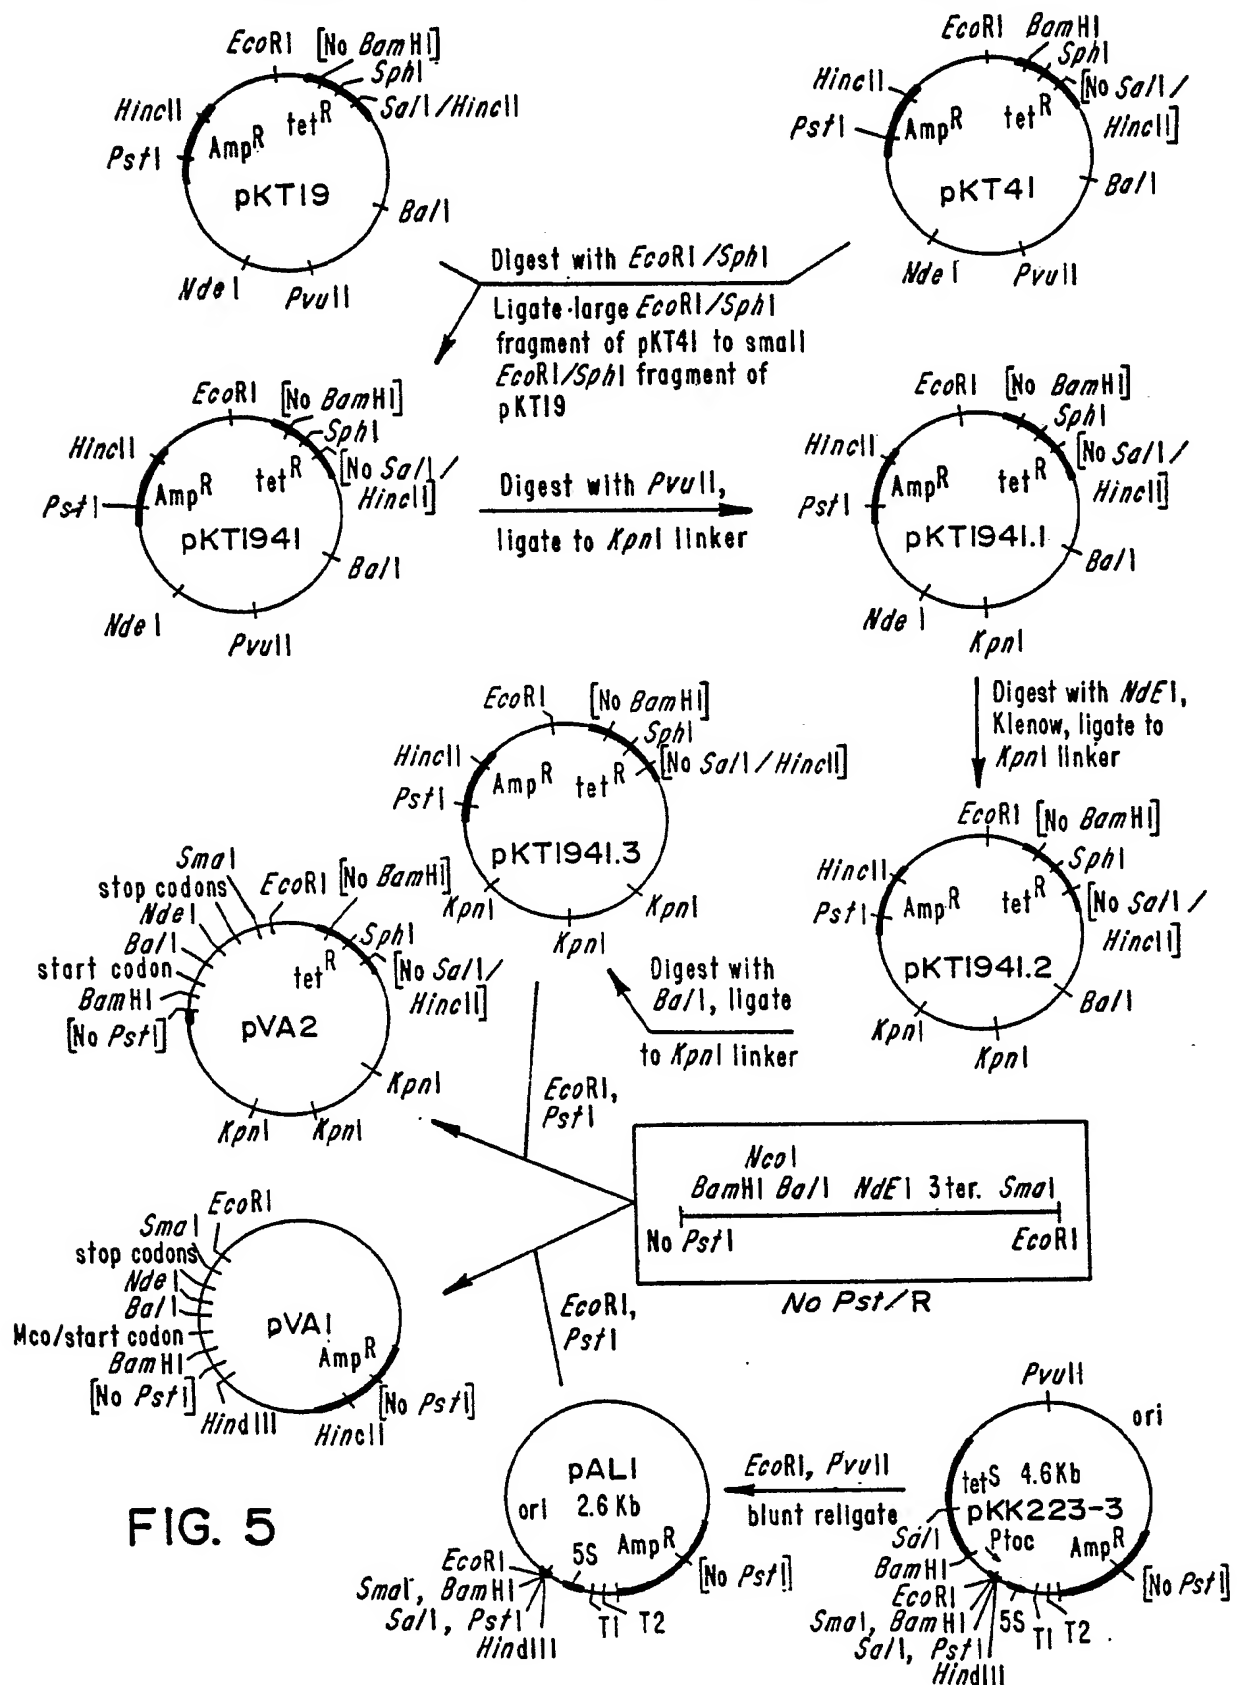 EcoRI [No BamHI]
SphI
SalI/HincII
HincII
PstI
AmpR
tetR
pKT19
BalI
NdeI
PvuII
EcoRI BamHI
SphI
[No SalI/
HincII]
HincII
PstI
AmpR
tetR
pKT41
BalI
NdeI
PvuII
Digest with EcoRI/SphI
Ligate large EcoRI/SphI
fragment of pKT41 to small
EcoRI/SphI fragment of
pKT19
EcoRI [No BamHI]
SphI
[No SalI/
HincII]
HincII
PstI
AmpR
tetR
pKT1941
BalI
NdeI
PvuII
Digest with PvuII,
ligate to KpnI linker
EcoRI [No BamHI]
SphI
[No SalI/
HincII]
HincII
PstI
AmpR
tetR
pKT1941.1
BalI
NdeI
KpnI
Digest with NdEI,
Klenow, ligate to
KpnI linker
EcoRI [No BamHI]
SphI
[No SalI/
HincII]
HincII
PstI
AmpR
tetR
pKT1941.2
BalI
KpnI
KpnI
Digest with
BalI, ligate
to KpnI linker
EcoRI
[No BamHI]
SphI
[No SalI/HincII]
HincII
PstI
AmpR
tetR
pKT1941.3
KpnI
KpnI
KpnI
EcoRI,
PstI
SmaI
stop codons
NdeI
BalI
start codon
BamHI
[No PstI]
EcoRI [No BamHI]
SphI
[No SalI/
HincII]
tetR
pVA2
KpnI
KpnI
KpnI
NcoI
BamHI BalI NdEI 3ter. SmaI
No PstI
EcoRI
No Pst/R
EcoRI
SmaI
stop codons
NdeI
BalI
Mco/start codon
BamHI
[No PstI]
HindIII
HincII
[No PstI]
AmpR
pVA1
EcoRI,
PstI
pAL1
ori 2.6 Kb
AmpR
5S
[No PstI]
EcoRI
SmaI, BamHI
SalI, PstI
HindIII
T1 T2
EcoRI, PvuII
blunt religate
PvuII
ori
tetS 4.6Kb
pKK223-3
SalI
Ptoc
AmpR
BamHI
EcoRI
SmaI, BamHI
SalI, PstI
HindIII
5S T1 T2
[No PstI]
FIG. 5